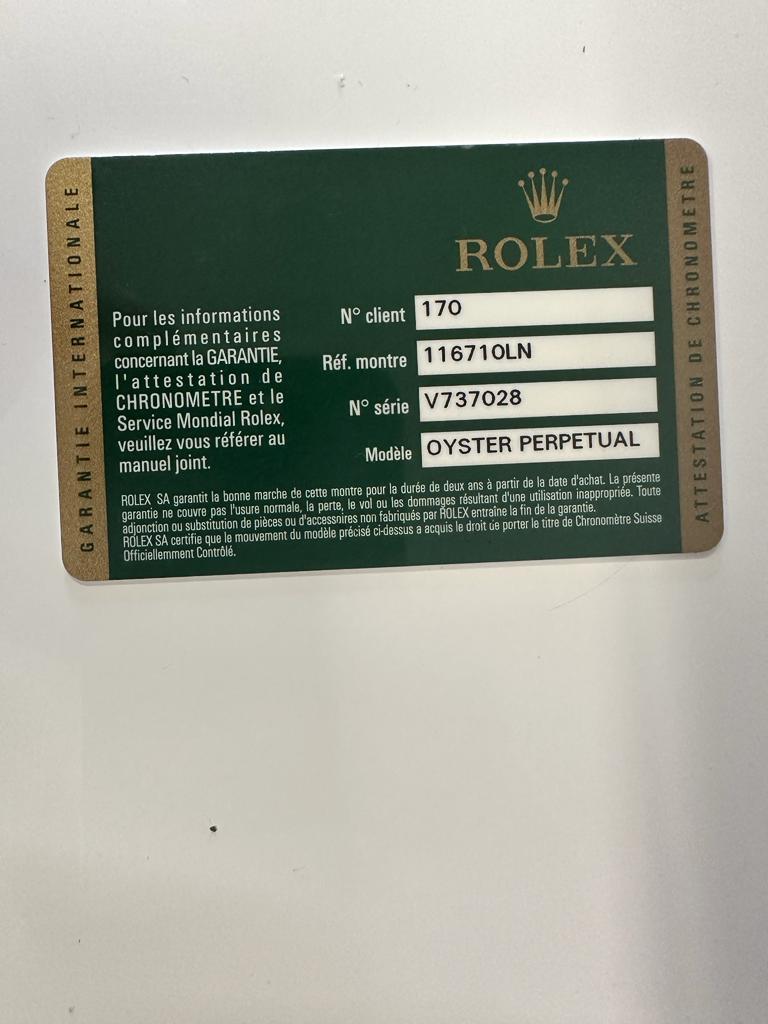 GARANTIE INTERNATIONALE
ROLEX
Pour les informations
complémentaires
concernant la GARANTIE,
l'attestation de
CHRONOMETRE et le
Service Mondial Rolex,
veuillez vous référer au
manuel joint.
N° client 170
Réf. montre 116710LN
N° série V737028
Modèle OYSTER PERPETUAL
ROLEX SA garantit la bonne marche de cette montre pour la durée de deux ans à partir de la date d'achat. La présente
garantie ne couvre pas l'usure normale, la perte, le vol ou les dommages résultant d'une utilisation inappropriée. Toute
adjonction ou substitution de pièces ou d'accessoires non fabriqués par ROLEX entraîne la fin de la garantie.
ROLEX SA certifie que le mouvement du modèle précisé ci-dessus a acquis le droit de porter le titre de Chronomètre Suisse
Officiellement Contrôlé.
ATTESTATION DE CHRONOMETRE